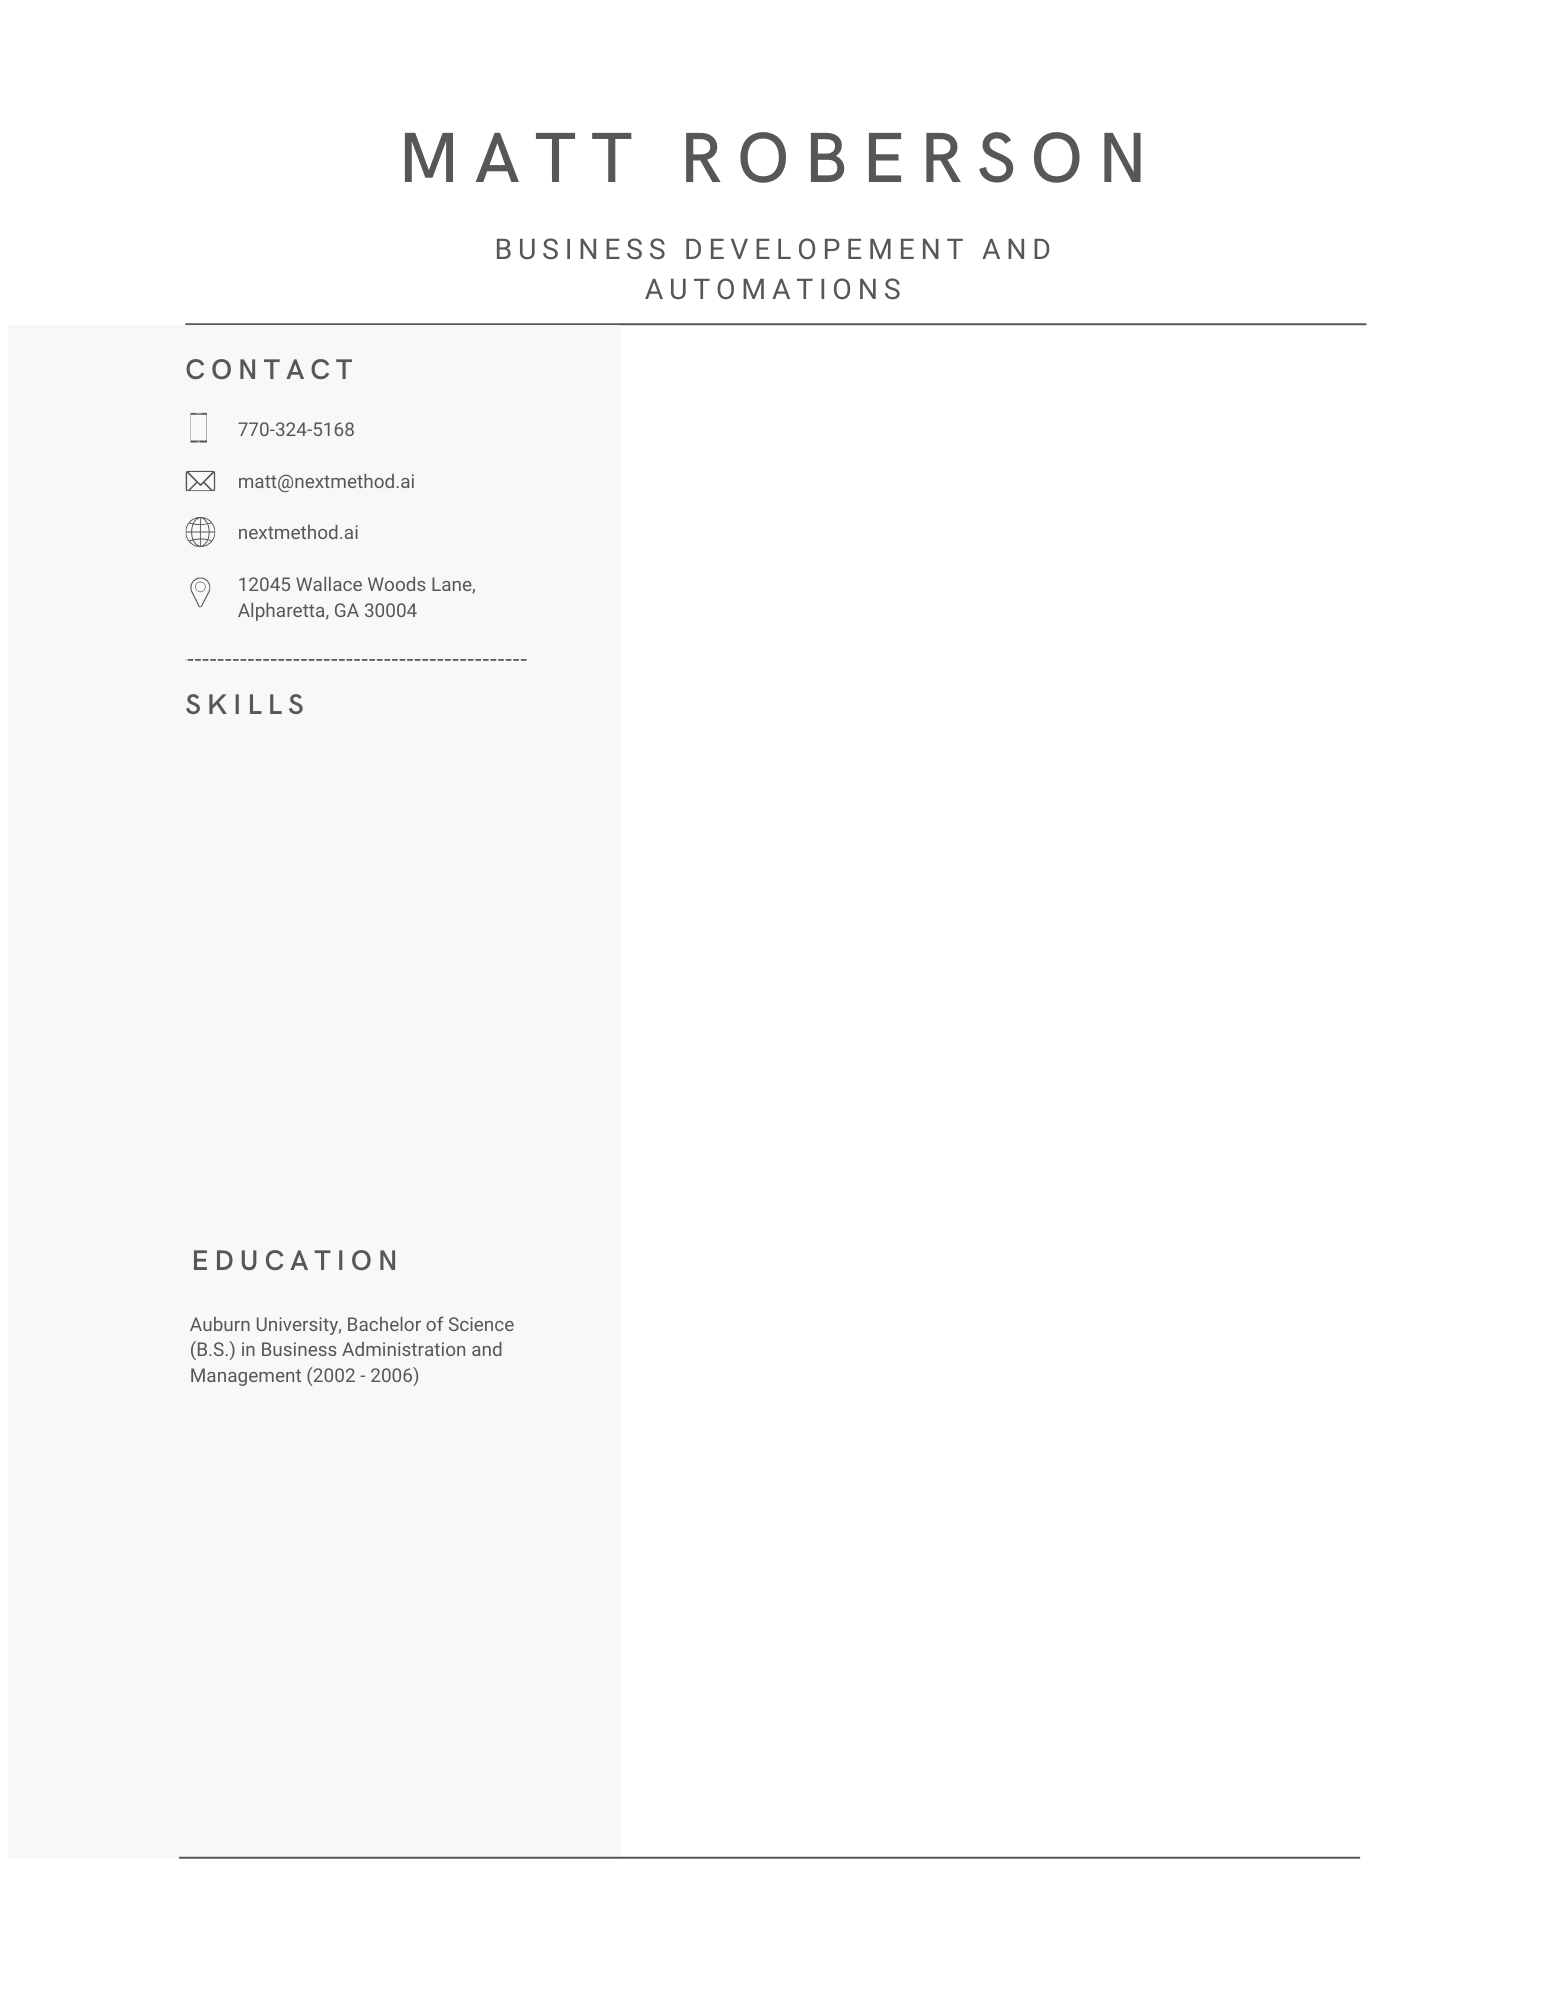 MATT ROBERSON
BUSINESS DEVELOPEMENT AND
AUTOMATIONS
CONTACT
770-324-5168
matt@nextmethod.ai
nextmethod.ai
12045 Wallace Woods Lane,
Alpharetta, GA 30004
SKILLS
EDUCATION
Auburn University, Bachelor of Science
(B.S.) in Business Administration and
Management (2002 - 2006)